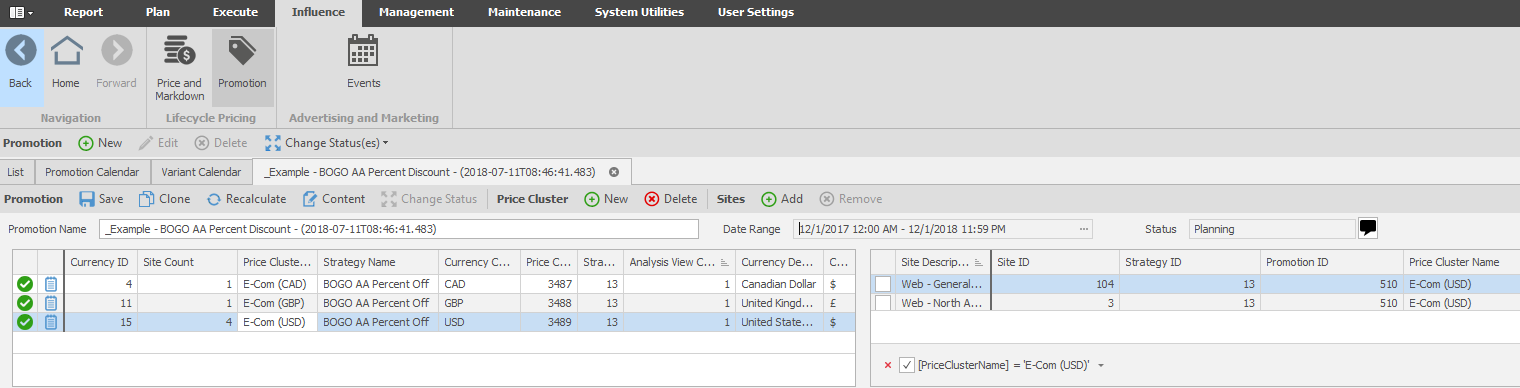 Report Plan Execute Influence Management Maintenance System Utilities User Settings
Back Home Forward Price and Markdown Promotion Events
Navigation Lifecycle Pricing Advertising and Marketing
Promotion New Edit Delete Change Status(es)
List Promotion Calendar Variant Calendar _Example - BOGO AA Percent Discount - (2018-07-11T08:46:41.483)
Promotion Save Clone Recalculate Content Change Status Price Cluster New Delete Sites Add Remove
Promotion Name _Example - BOGO AA Percent Discount - (2018-07-11T08:46:41.483) Date Range 12/1/2017 12:00 AM - 12/1/2018 11:59 PM ... Status Planning
Currency ID Site Count Price Cluste... Strategy Name Currency C... Price C... Stra... Analysis View C... Currency De... C... Site Descrip... Site ID Strategy ID Promotion ID Price Cluster Name
4 1 E-Com (CAD) BOGO AA Percent Off CAD 3487 13 1 Canadian Dollar $ Web - General... 104 13 510 E-Com (USD)
11 1 E-Com (GBP) BOGO AA Percent Off GBP 3488 13 1 United Kingd... £ Web - North A... 3 13 510 E-Com (USD)
15 4 E-Com (USD) BOGO AA Percent Off USD 3489 13 1 United State... $
[PriceClusterName] = 'E-Com (USD)'